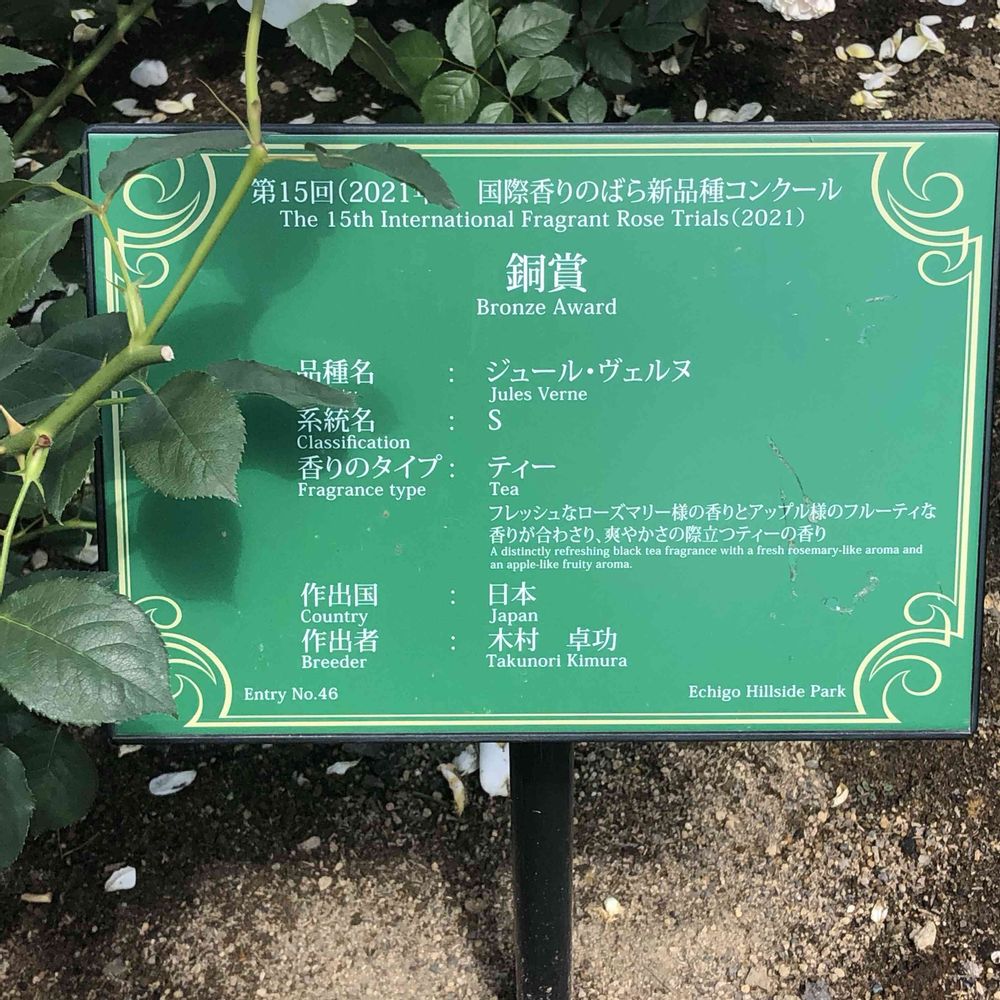 第15回(2021年 国際香りのばら新品種コンクール
The 15th International Fragrant Rose Trials(2021)
銅賞
Bronze Award
品種名 : ジュール・ヴェルヌ
Jules Verne
系統名 : S
Classification
香りのタイプ : ティー
Fragrance type Tea
フレッシュなローズマリー様の香りとアップル様のフルーティな
香りが合わさり、爽やかさの際立つティーの香り
A distinctly refreshing black tea fragrance with a fresh rosemary-like aroma and
an apple-like fruity aroma.
作出国 : 日本
Country Japan
作出者 : 木村 卓功
Breeder Takunori Kimura
Entry No.46 Echigo Hillside Park